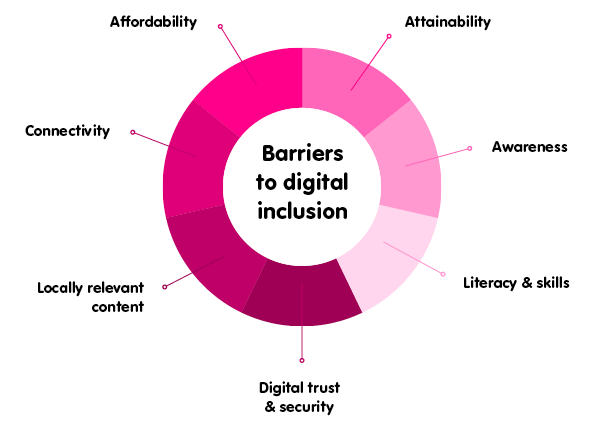 Affordability
Attainability
Connectivity
Barriers
to digital
inclusion
Awareness
Locally relevant
content
Literacy & skills
Digital trust
& security